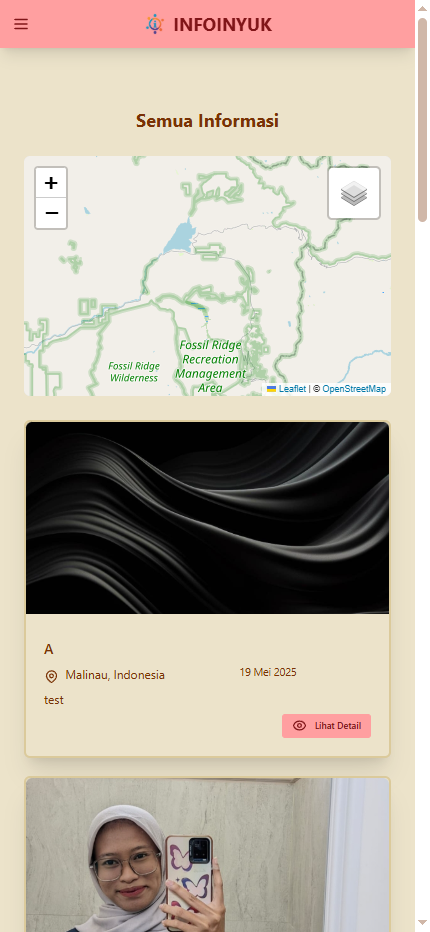 INFOINYUK
Semua Informasi
+
−
Fossil Ridge
Recreation
Management
Area
Fossil Ridge
Wilderness
Leaflet | © OpenStreetMap
A
Malinau, Indonesia
19 Mei 2025
test
Lihat Detail